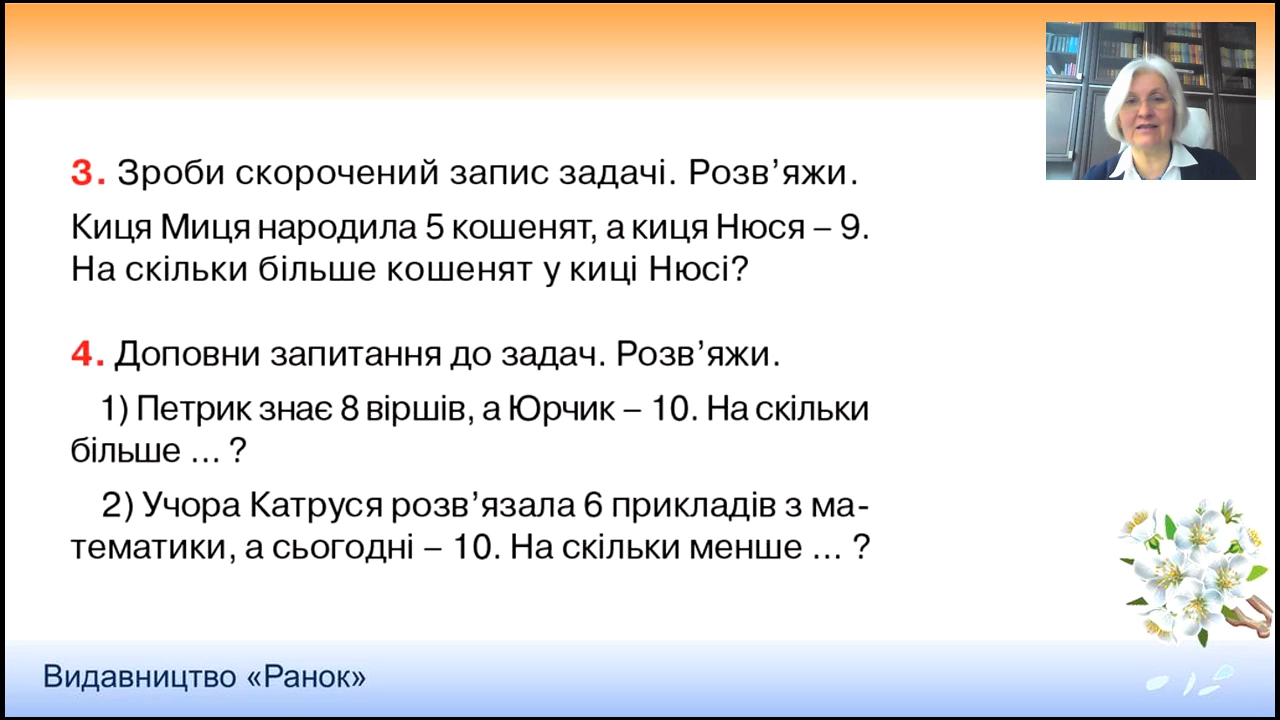 3. Зроби скорочений запис задачі. Розв’яжи.
Киця Миця народила 5 кошенят, а киця Нюся – 9.
На скільки більше кошенят у киці Нюсі?
4. Доповни запитання до задач. Розв’яжи.
1) Петрик знає 8 віршів, а Юрчик – 10. На скільки
більше ... ?
2) Учора Катруся розв’язала 6 прикладів з ма-
тематики, а сьогодні – 10. На скільки менше ... ?
Видавництво «Ранок»